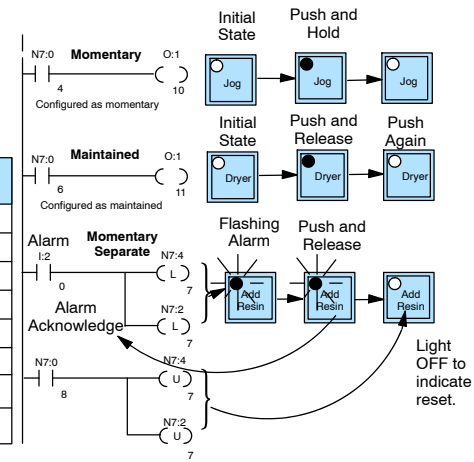 Initial
State
Push and
Hold
N7:0
Momentary
O:1
4
10
Configured as momentary
Jog
Jog
Jog
Initial
State
Push and
Release
Push
Again
N7:0
Maintained
O:1
6
11
Configured as maintained
Dryer
Dryer
Dryer
Flashing
Alarm
Push and
Release
Alarm
Momentary
Separate
I:2
0
N7:4
L
7
N7:2
L
7
Add
Resin
Add
Resin
Add
Resin
Alarm
Acknowledge
Light
OFF to
indicate
reset.
N7:0
8
N7:4
U
7
N7:2
U
7